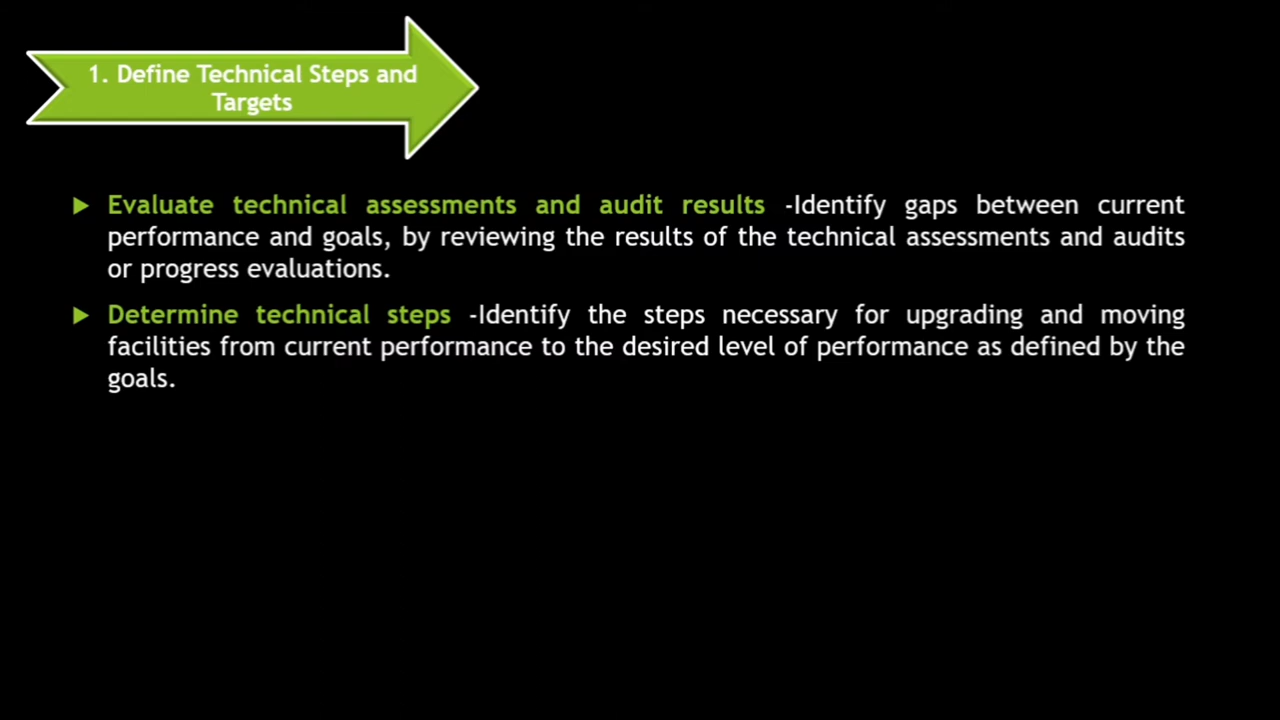 1. Define Technical Steps and
Targets
Evaluate technical assessments and audit results -Identify gaps between current
performance and goals, by reviewing the results of the technical assessments and audits
or progress evaluations.
Determine technical steps -Identify the steps necessary for upgrading and moving
facilities from current performance to the desired level of performance as defined by the
goals.